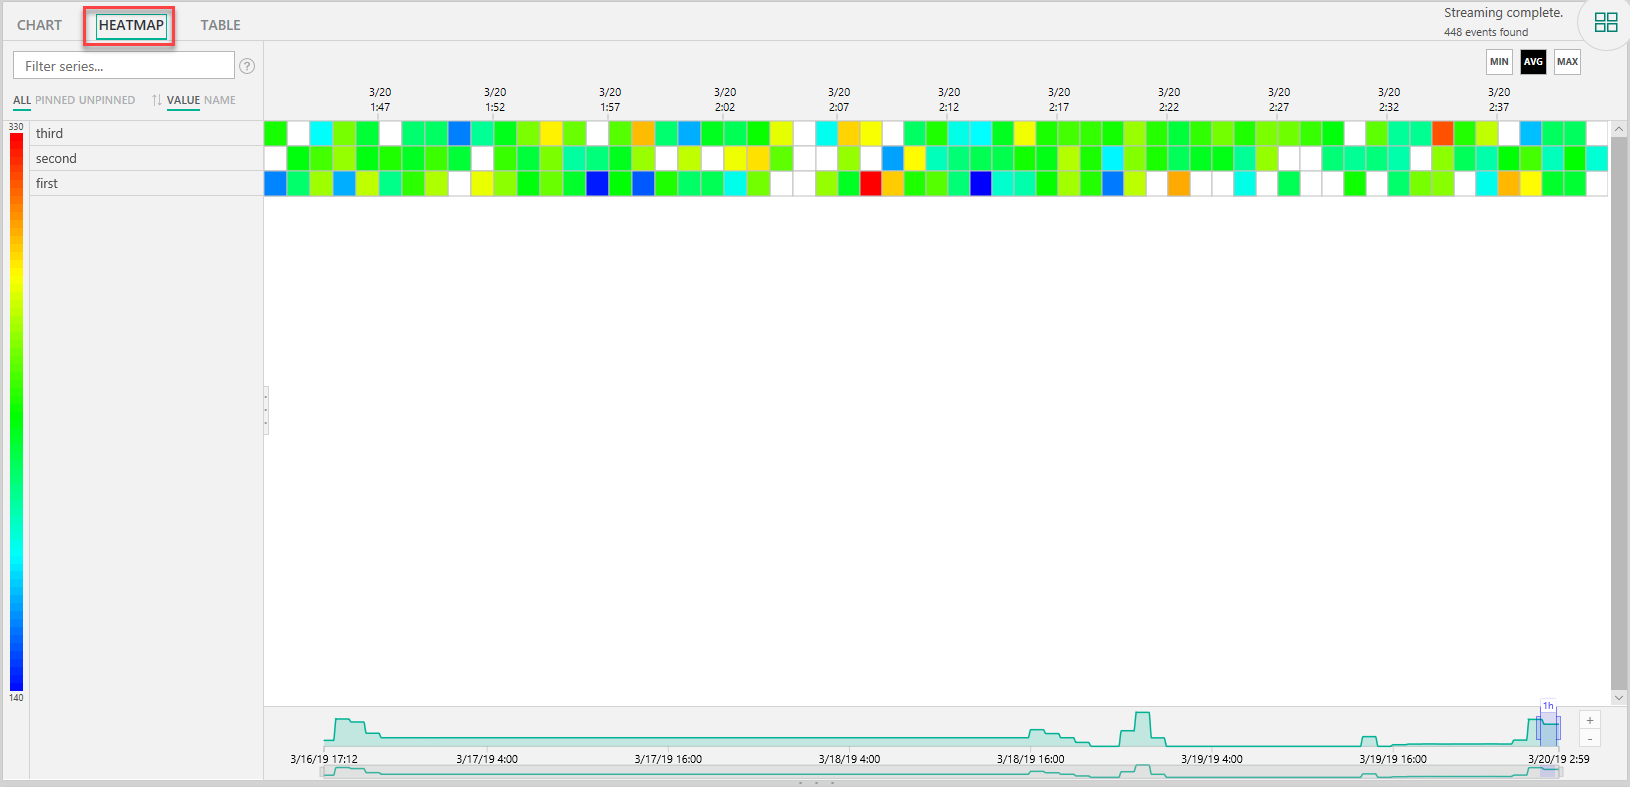 CHART HEATMAP TABLE
Streaming complete.
448 events found
Filter series... ?
MIN AVG MAX
ALL PINNED UNPINNED VALUE NAME
3/20 3/20 3/20 3/20 3/20 3/20 3/20 3/20 3/20 3/20 3/20
1:47 1:52 1:57 2:02 2:07 2:12 2:17 2:22 2:27 2:32 2:37
330
third
second
first
140
1h
+
-
3/16/19 17:12 3/17/19 4:00 3/17/19 16:00 3/18/19 4:00 3/18/19 16:00 3/19/19 4:00 3/19/19 16:00 3/20/19 2:59